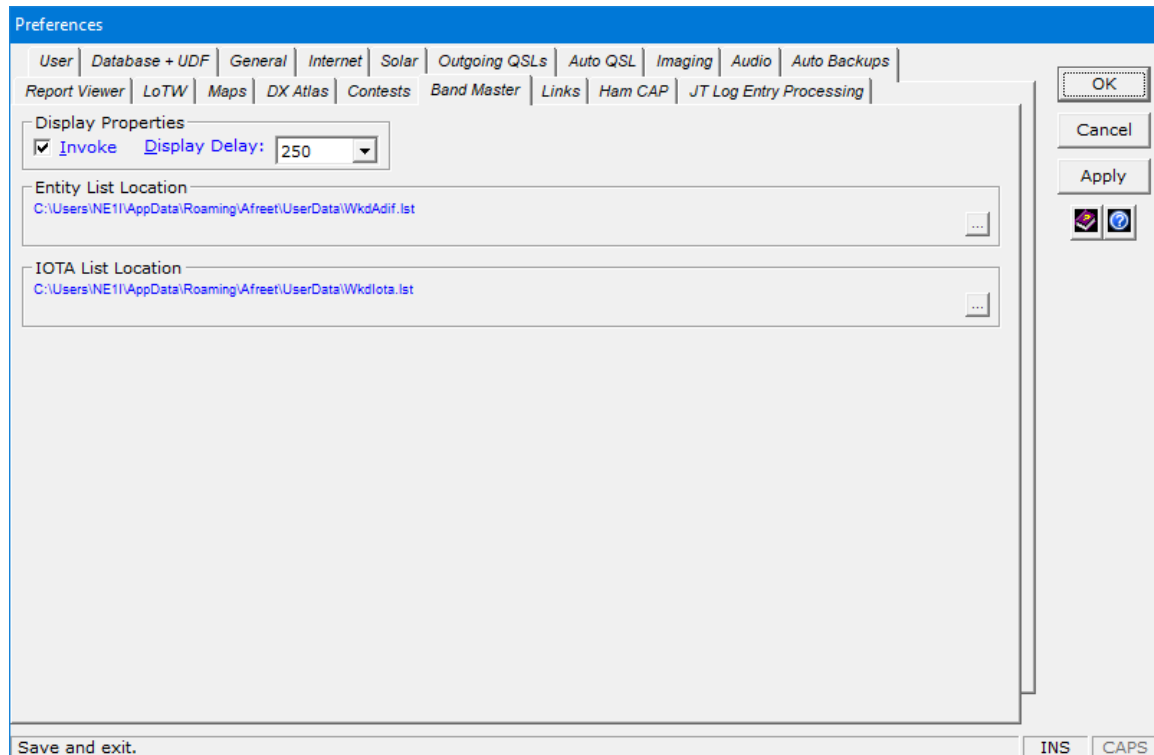 Preferences
User Database + UDF General Internet Solar Outgoing QSLs Auto QSL Imaging Audio Auto Backups
Report Viewer LoTW Maps DX Atlas Contests Band Master Links Ham CAP JT Log Entry Processing
OK
Cancel
Apply
Display Properties
Invoke Display Delay: 250
Entity List Location
C:\Users\NE1I\AppData\Roaming\Afreet\UserData\WkdAdif.lst
...
IOTA List Location
C:\Users\NE1I\AppData\Roaming\Afreet\UserData\WkdIota.lst
...
Save and exit. INS CAPS